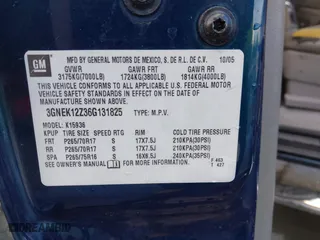 GM
MFD BY GENERAL MOTORS DE MEXICO, S. DE R.L. DE C.V. 10/05
GVWR GAWR FRT GAWR RR
3175KG(7000LB) 1724KG(3800LB) 1814KG(4000LB)
THIS VEHICLE CONFORMS TO ALL APPLICABLE U.S. FEDERAL MOTOR
VEHICLE SAFETY STANDARDS IN EFFECT ON THE DATE OF
MANUFACTURE SHOWN ABOVE.
3GNEK12Z36G131825 TYPE: M.P.V.
MODEL: K15936
KPU TIRE SIZE SPEED RTG RIM COLD TIRE PRESSURE
FRT P265/70R17 S 17X7.5J 210KPA(30PSI)
RR P265/70R17 S 17X7.5J 210KPA(30PSI)
SPA P265/75R16 S 16X6.5J 240KPA(35PSI)
SEE OWNER'S MANUAL